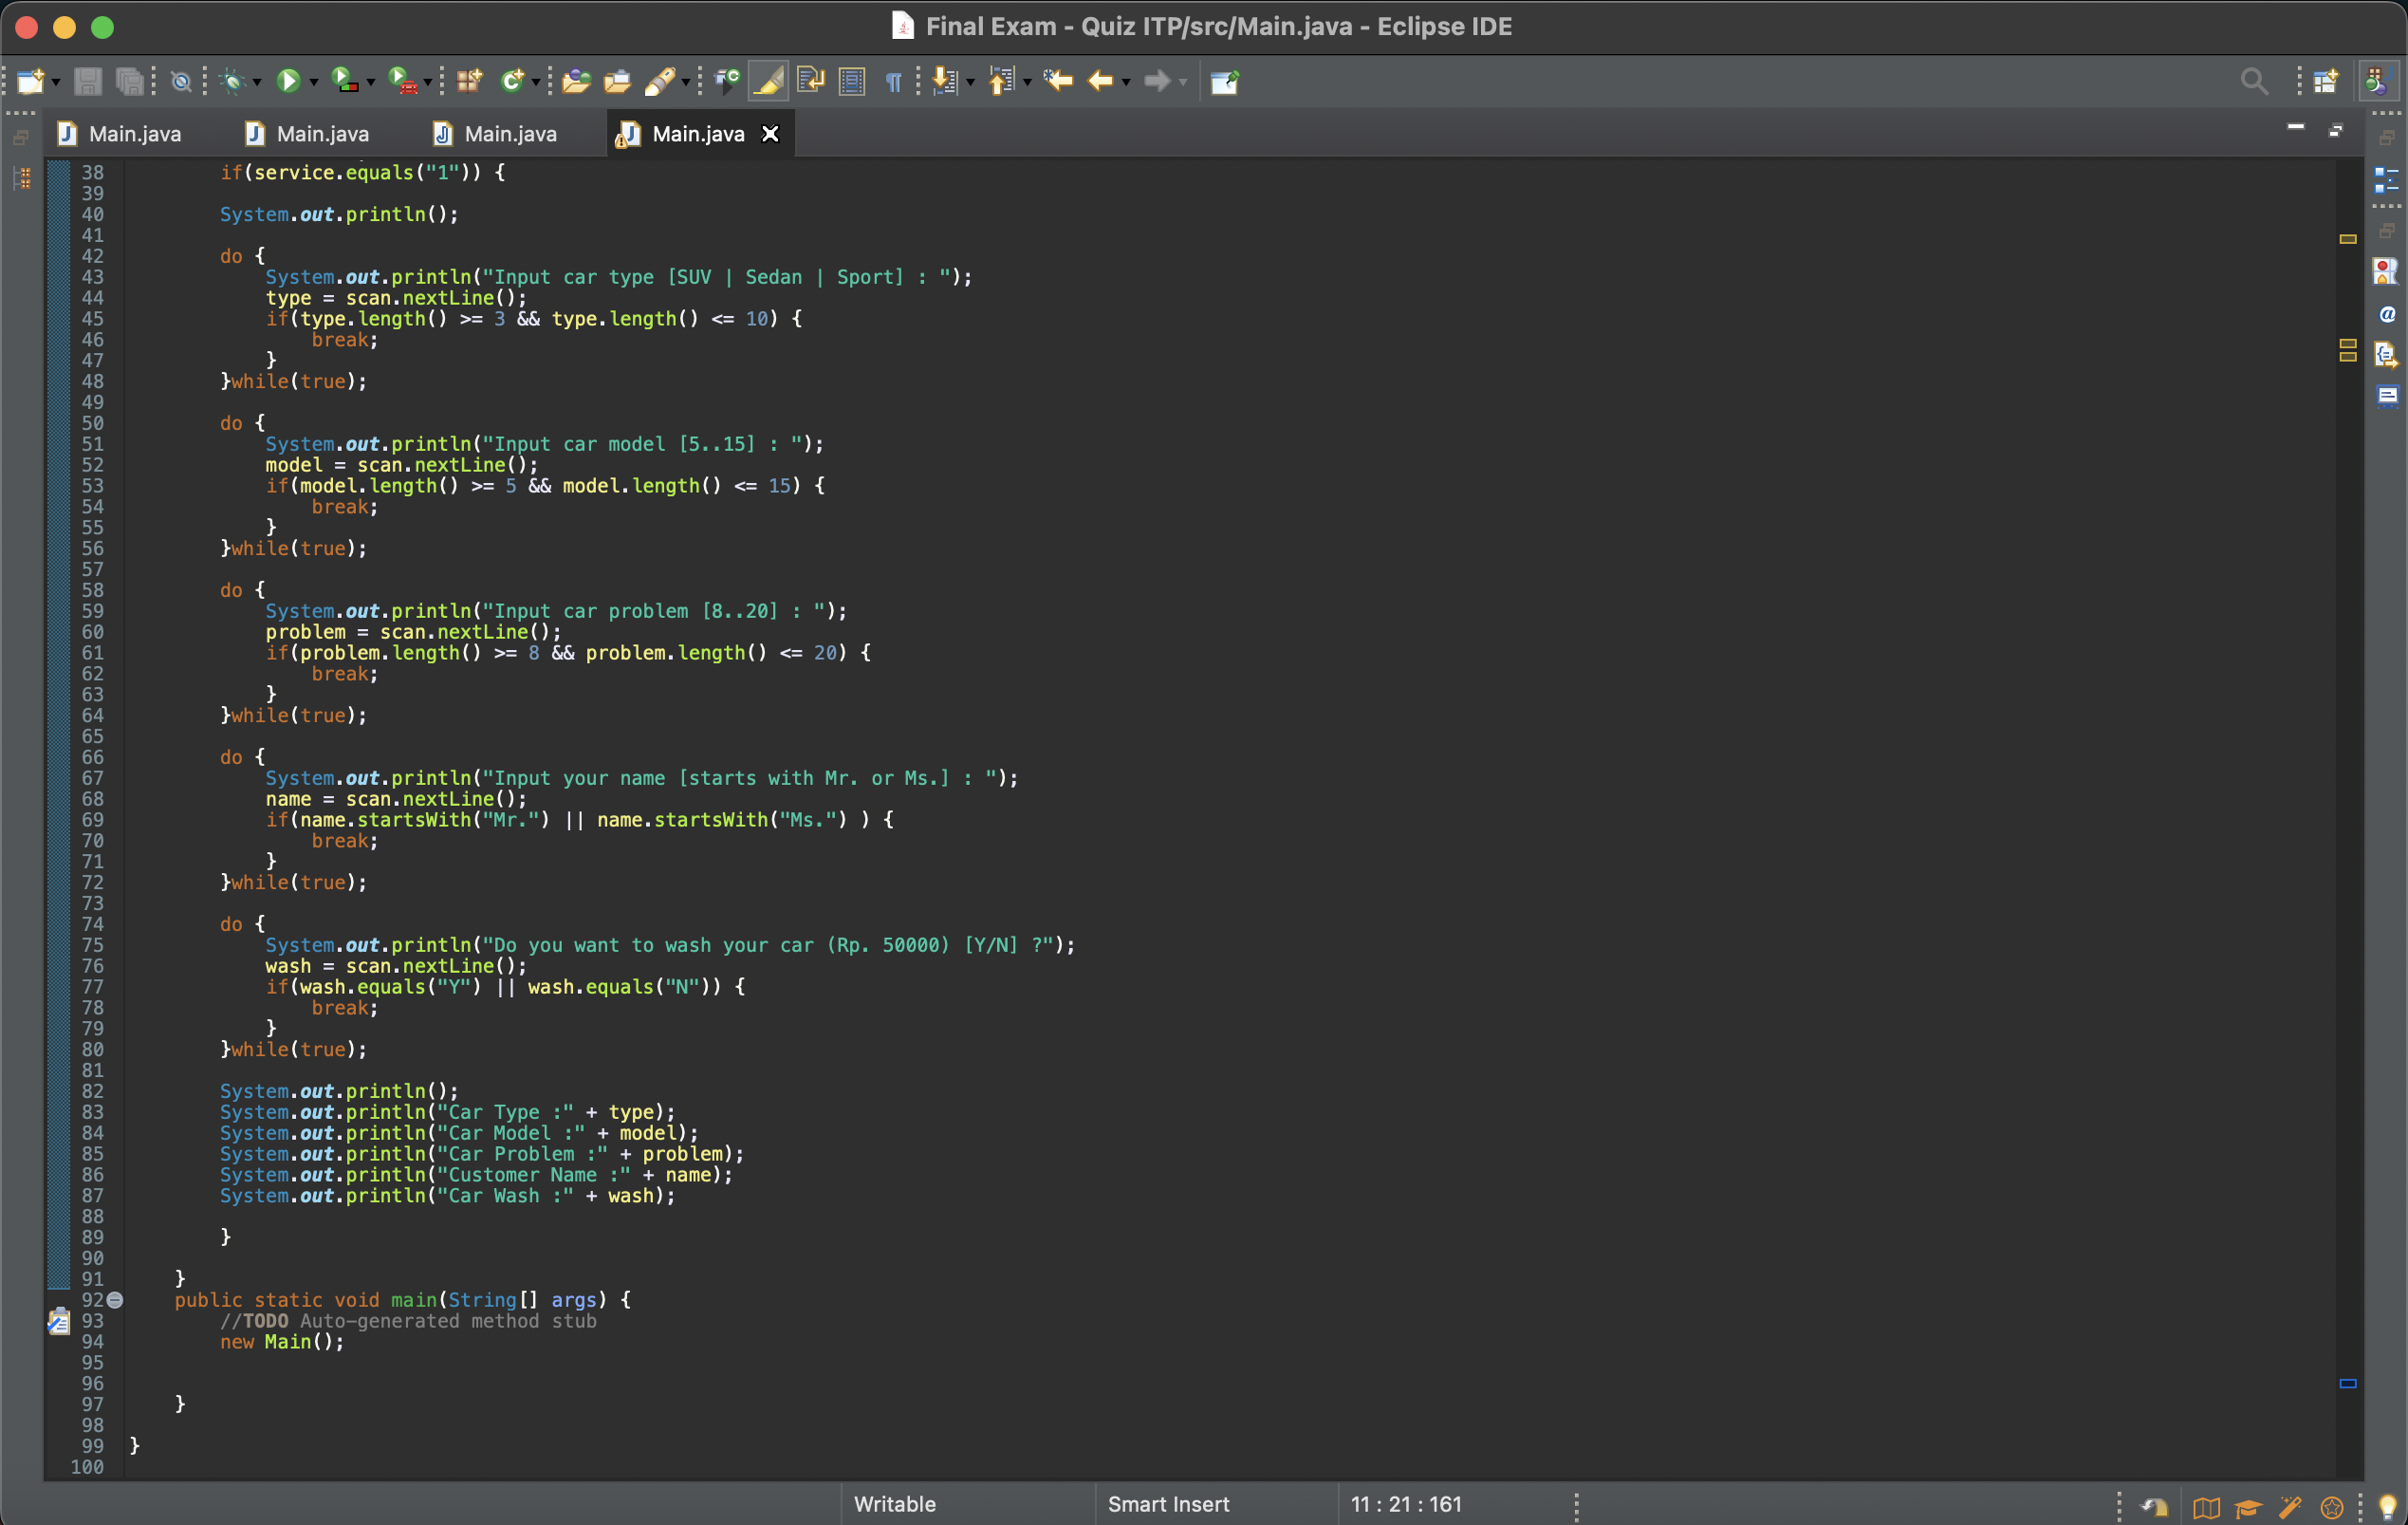 Final Exam - Quiz ITP/src/Main.java - Eclipse IDE
Main.java Main.java Main.java Main.java
38 if(service.equals("1")) {
39
40 System.out.println();
41
42 do {
43 System.out.println("Input car type [SUV | Sedan | Sport] : ");
44 type = scan.nextLine();
45 if(type.length() >= 3 && type.length() <= 10) {
46 break;
47 }
48 }while(true);
49
50 do {
51 System.out.println("Input car model [5..15] : ");
52 model = scan.nextLine();
53 if(model.length() >= 5 && model.length() <= 15) {
54 break;
55 }
56 }while(true);
57
58 do {
59 System.out.println("Input car problem [8..20] : ");
60 problem = scan.nextLine();
61 if(problem.length() >= 8 && problem.length() <= 20) {
62 break;
63 }
64 }while(true);
65
66 do {
67 System.out.println("Input your name [starts with Mr. or Ms.] : ");
68 name = scan.nextLine();
69 if(name.startsWith("Mr.") || name.startsWith("Ms.") ) {
70 break;
71 }
72 }while(true);
73
74 do {
75 System.out.println("Do you want to wash your car (Rp. 50000) [Y/N] ?");
76 wash = scan.nextLine();
77 if(wash.equals("Y") || wash.equals("N")) {
78 break;
79 }
80 }while(true);
81
82 System.out.println();
83 System.out.println("Car Type :" + type);
84 System.out.println("Car Model :" + model);
85 System.out.println("Car Problem :" + problem);
86 System.out.println("Customer Name :" + name);
87 System.out.println("Car Wash :" + wash);
88
89 }
90
91 }
92 public static void main(String[] args) {
93 //TODO Auto-generated method stub
94 new Main();
95
96
97 }
98
99 }
100
Writable Smart Insert 11 : 21 : 161